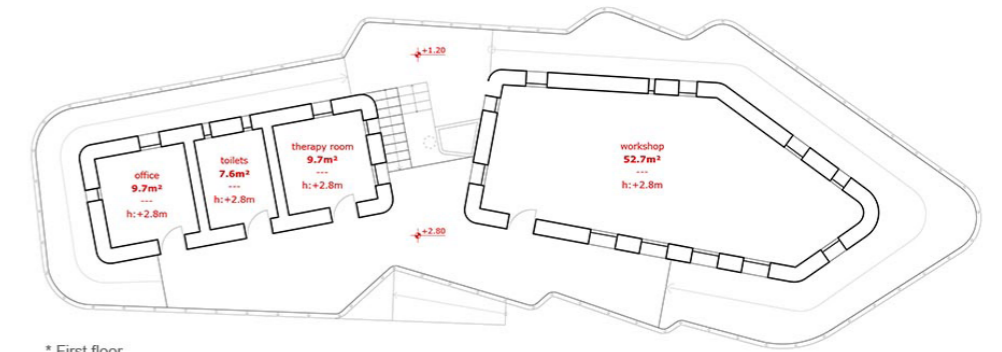 +1.20
office
9.7m²
---
h:+2.8m
toilets
7.6m²
---
h:+2.8m
therapy room
9.7m²
---
h:+2.8m
workshop
52.7m²
---
h:+2.8m
+2.80
* First floor